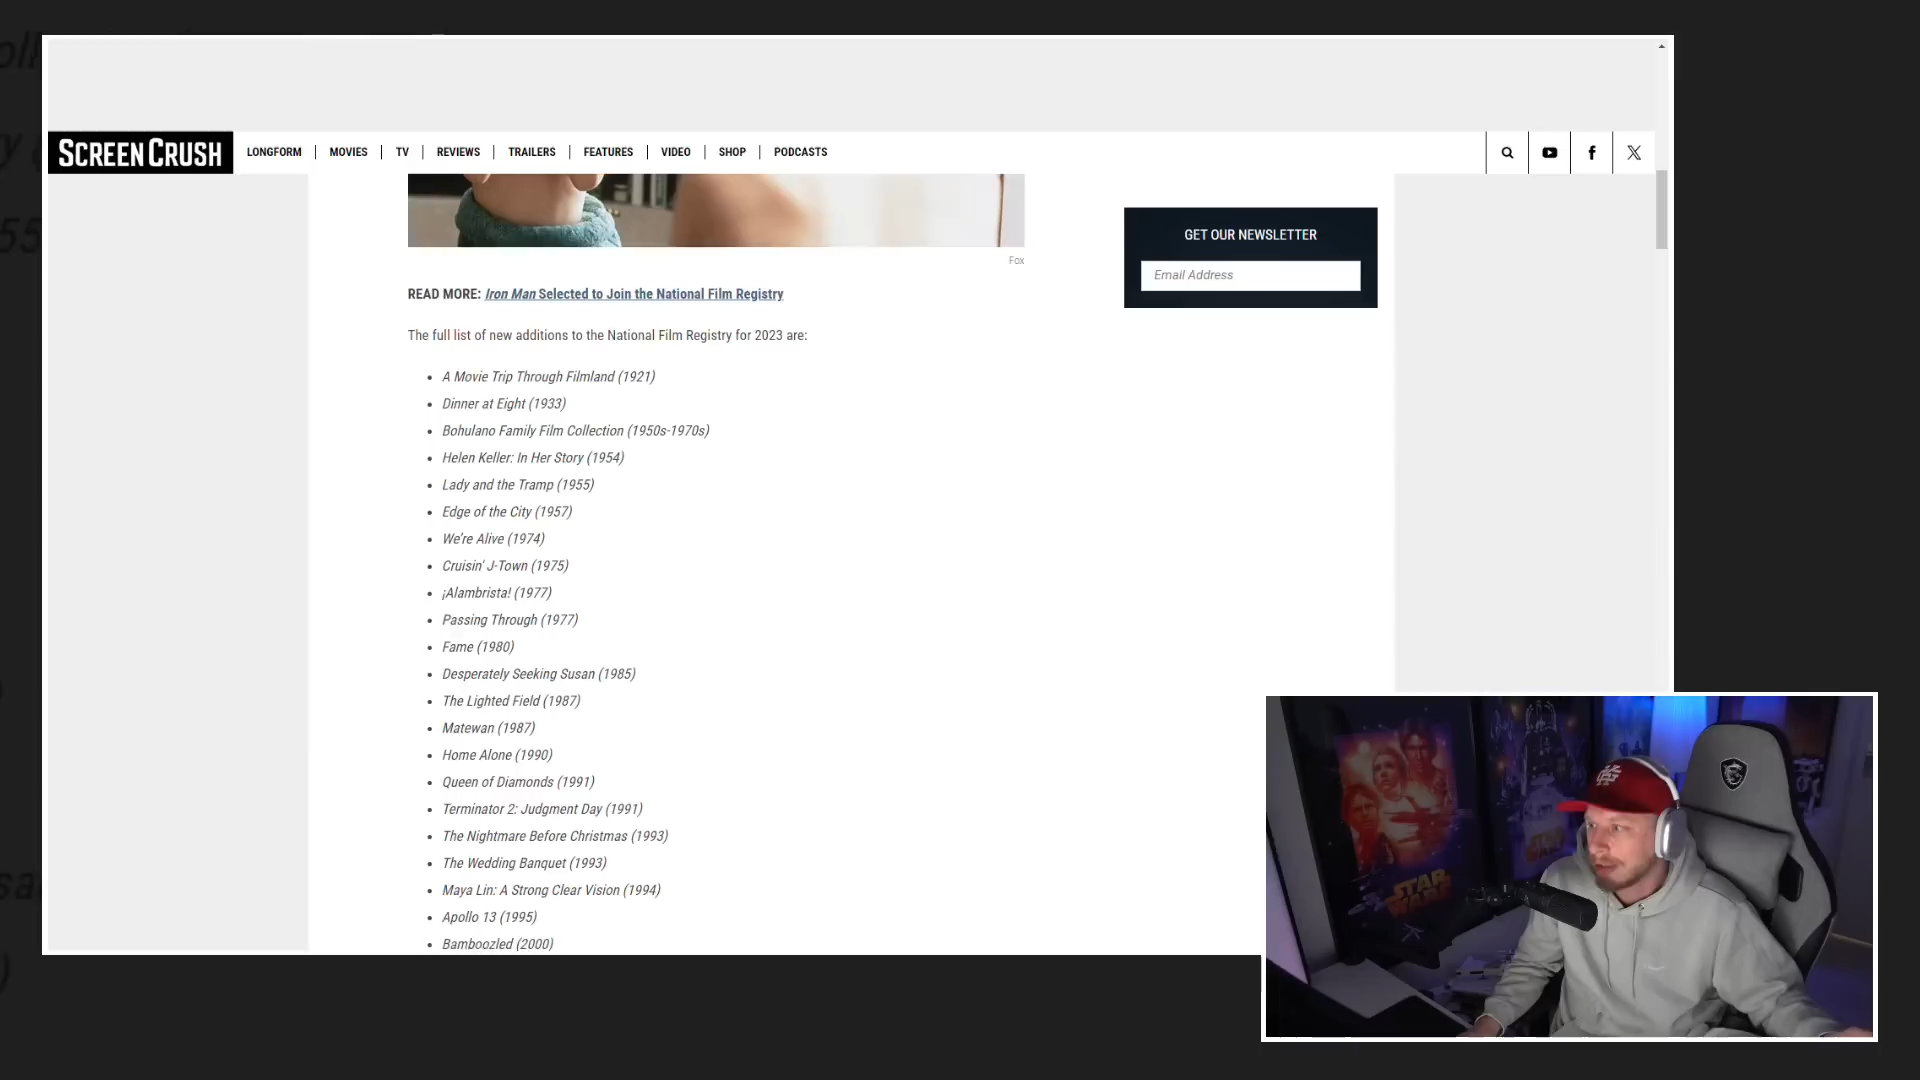 SCREENCRUSH
LONGFORM
MOVIES
TV
REVIEWS
TRAILERS
FEATURES
VIDEO
SHOP
PODCASTS
GET OUR NEWSLETTER
Email Address
Fox
READ MORE: Iron Man Selected to Join the National Film Registry
The full list of new additions to the National Film Registry for 2023 are:
• A Movie Trip Through Filmland (1921)
• Dinner at Eight (1933)
• Bohulano Family Film Collection (1950s-1970s)
• Helen Keller: In Her Story (1954)
• Lady and the Tramp (1955)
• Edge of the City (1957)
• We're Alive (1974)
• Cruisin' J-Town (1975)
• ¡Alambrista! (1977)
• Passing Through (1977)
• Fame (1980)
• Desperately Seeking Susan (1985)
• The Lighted Field (1987)
• Matewan (1987)
• Home Alone (1990)
• Queen of Diamonds (1991)
• Terminator 2: Judgment Day (1991)
• The Nightmare Before Christmas (1993)
• The Wedding Banquet (1993)
• Maya Lin: A Strong Clear Vision (1994)
• Apollo 13 (1995)
• Bamboozled (2000)
STAR
WARS